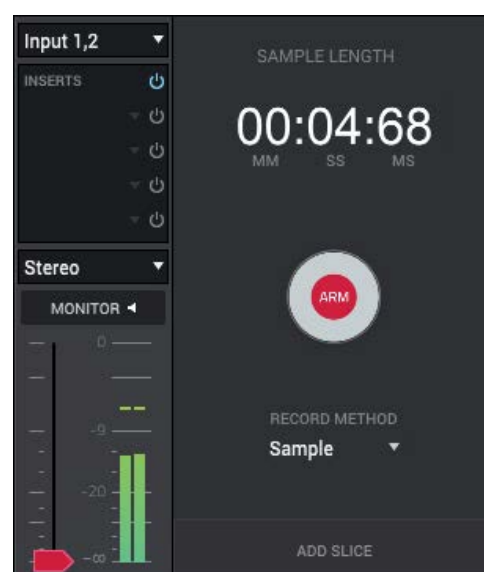 Input 1,2
INSERTS
Stereo
MONITOR
0
-9
-20
-∞
SAMPLE LENGTH
00:04:68
MM SS MS
ARM
RECORD METHOD
Sample
ADD SLICE